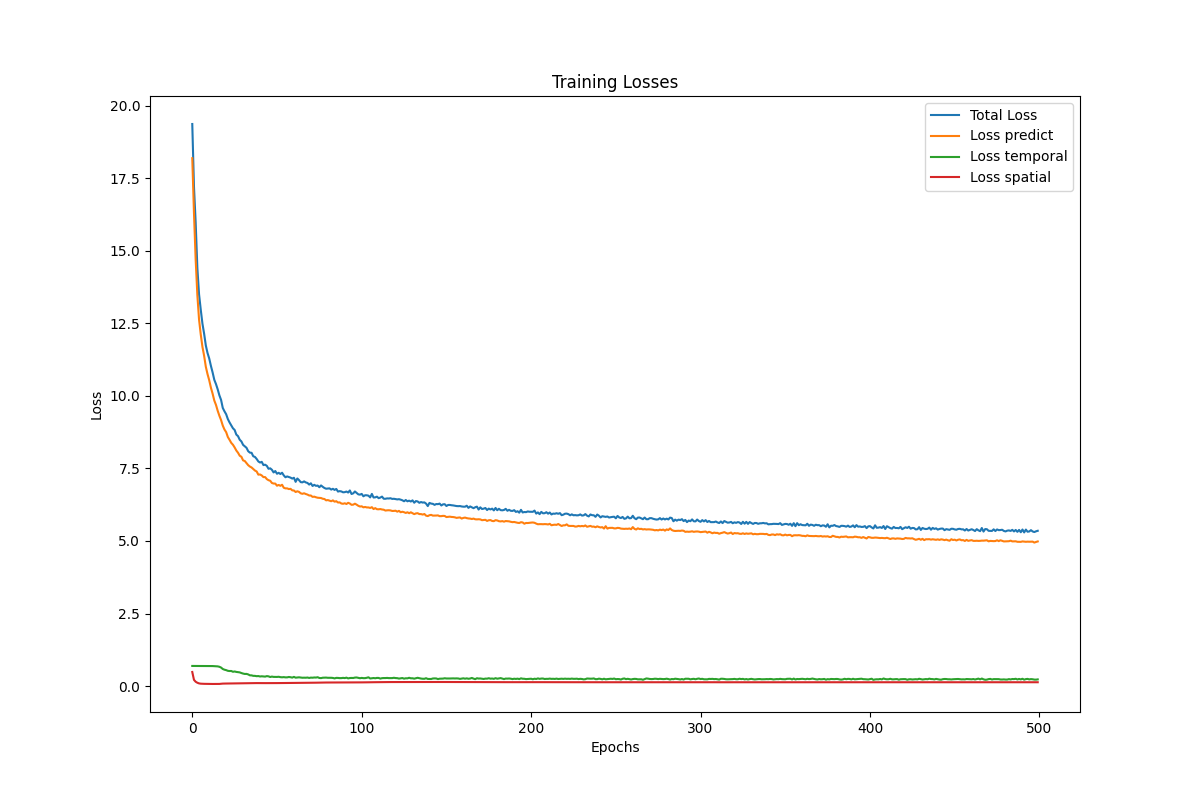 Training Losses
Total Loss
Loss predict
Loss temporal
Loss spatial
20.0
17.5
15.0
12.5
10.0
7.5
5.0
2.5
0.0
Loss
0 100 200 300 400 500
Epochs